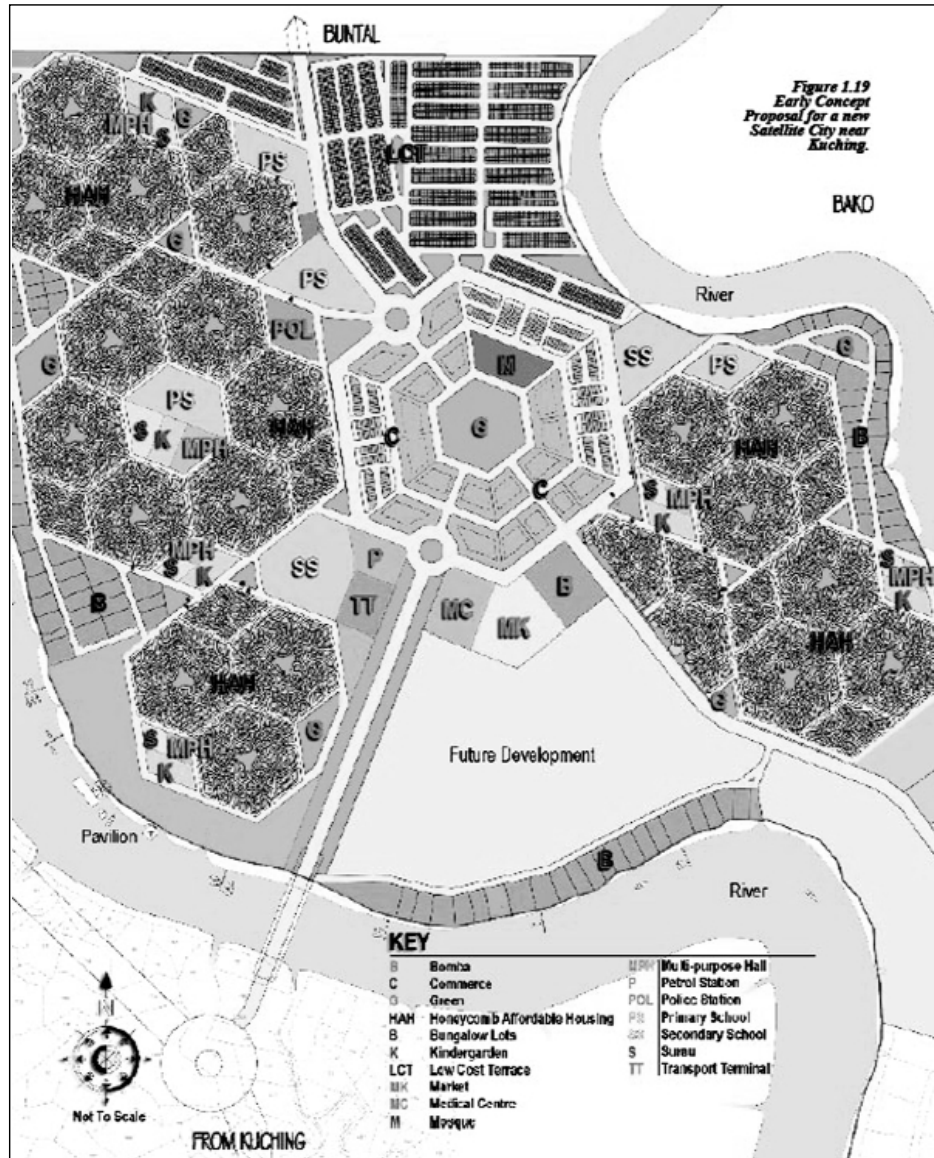 BUNTAL
Figure 1.19
Early Concept
Proposal for a new
Satellite City near
Kuching.
BAKO
River
K
MPH
G
S
PS
LCT
HAH
G
PS
POL
M
SS
PS
G
G
PS
HAH
C
G
HAH
B
S
K
MPH
C
S
MPH
K
MPH
S
K
SS
P
TT
MC
MK
B
S
MPH
K
B
HAH
HAH
G
G
S
MPH
K
Future Development
Pavilion
B
River
KEY
B Bomba
C Commerce
G Green
HAH Honeycomb Affordable Housing
B Bungalow Lots
K Kindergarden
LCT Low Cost Terrace
MK Market
MC Medical Centre
M Mosque
MPH Multi-purpose Hall
P Petrol Station
POL Police Station
PS Primary School
SS Secondary School
S Surau
TT Transport Terminal
N
Not To Scale
FROM KUCHING